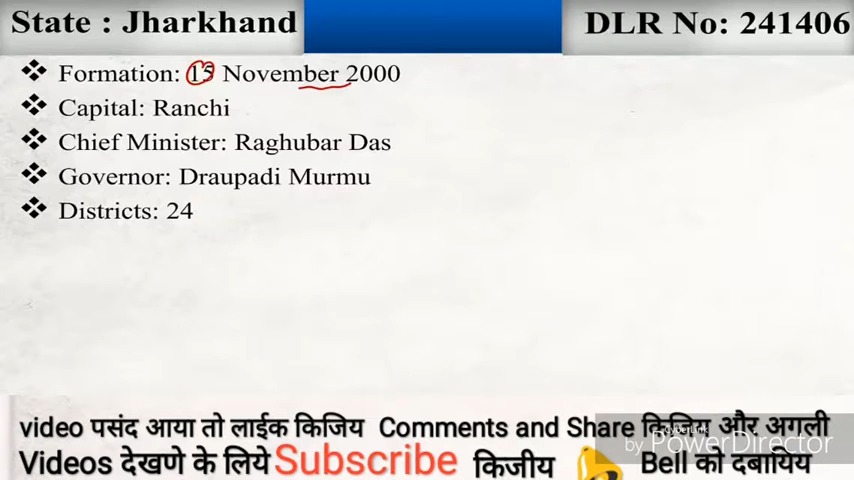 State : Jharkhand
DLR No: 241406
❖ Formation: 15 November 2000
❖ Capital: Ranchi
❖ Chief Minister: Raghubar Das
❖ Governor: Draupadi Murmu
❖ Districts: 24
video पसंद आया तो लाईक किजिय Comments and Share किजिय और अगली
Videos देखणे के लिये Subscribe किजीय Bell को दबायिय
CyberLink
by PowerDirector